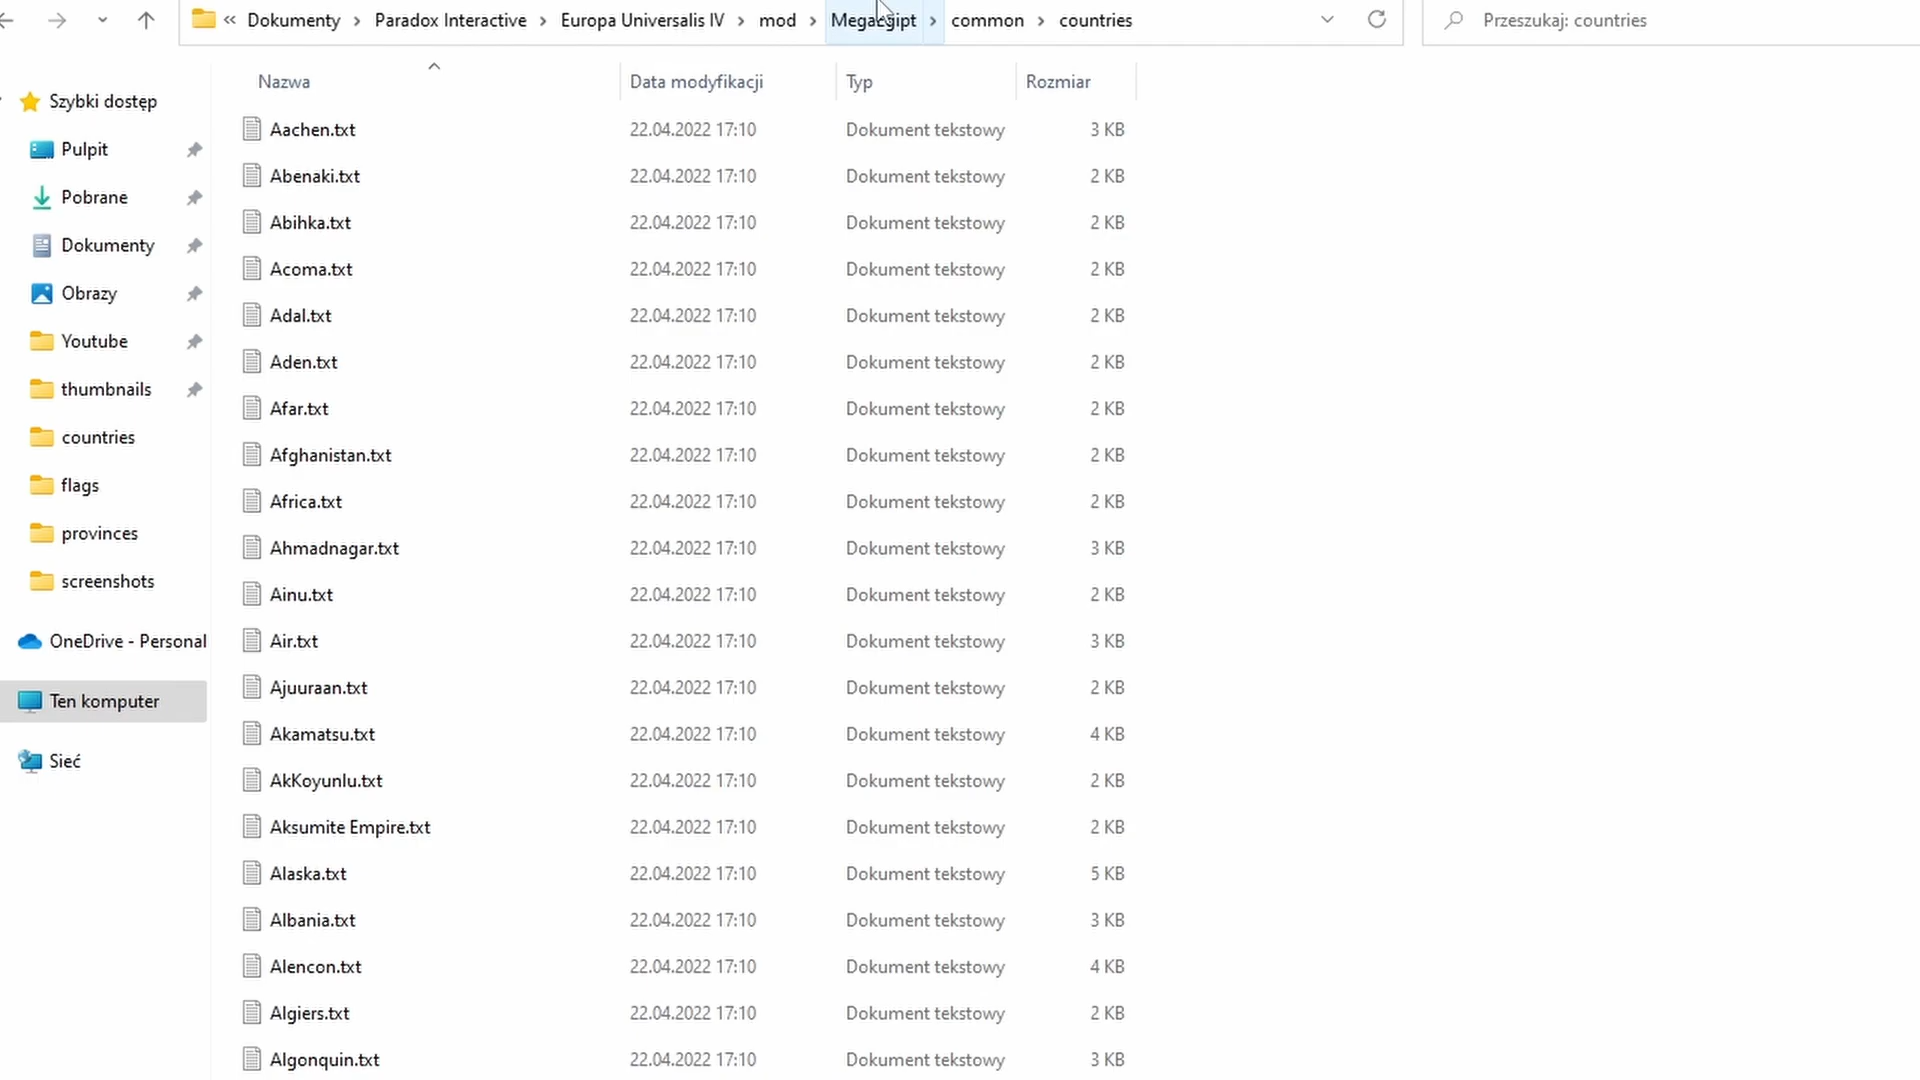 « Dokumenty > Paradox Interactive > Europa Universalis IV > mod > > common > countries
Przeszukaj: countries
Nazwa Data modyfikacji Typ Rozmiar
Szybki dostęp
Pulpit
Pobrane
Dokumenty
Obrazy
Youtube
thumbnails
countries
flags
provinces
screenshots
OneDrive - Personal
Ten komputer
Sieć
Aachen.txt 22.04.2022 17:10 Dokument tekstowy 3 KB
Abenaki.txt 22.04.2022 17:10 Dokument tekstowy 2 KB
Abihka.txt 22.04.2022 17:10 Dokument tekstowy 2 KB
Acoma.txt 22.04.2022 17:10 Dokument tekstowy 2 KB
Adal.txt 22.04.2022 17:10 Dokument tekstowy 2 KB
Aden.txt 22.04.2022 17:10 Dokument tekstowy 2 KB
Afar.txt 22.04.2022 17:10 Dokument tekstowy 2 KB
Afghanistan.txt 22.04.2022 17:10 Dokument tekstowy 2 KB
Africa.txt 22.04.2022 17:10 Dokument tekstowy 2 KB
Ahmadnagar.txt 22.04.2022 17:10 Dokument tekstowy 3 KB
Ainu.txt 22.04.2022 17:10 Dokument tekstowy 2 KB
Air.txt 22.04.2022 17:10 Dokument tekstowy 3 KB
Ajuuraan.txt 22.04.2022 17:10 Dokument tekstowy 2 KB
Akamatsu.txt 22.04.2022 17:10 Dokument tekstowy 4 KB
AkKoyunlu.txt 22.04.2022 17:10 Dokument tekstowy 2 KB
Aksumite Empire.txt 22.04.2022 17:10 Dokument tekstowy 2 KB
Alaska.txt 22.04.2022 17:10 Dokument tekstowy 5 KB
Albania.txt 22.04.2022 17:10 Dokument tekstowy 3 KB
Alencon.txt 22.04.2022 17:10 Dokument tekstowy 4 KB
Algiers.txt 22.04.2022 17:10 Dokument tekstowy 2 KB
Algonquin.txt 22.04.2022 17:10 Dokument tekstowy 3 KB